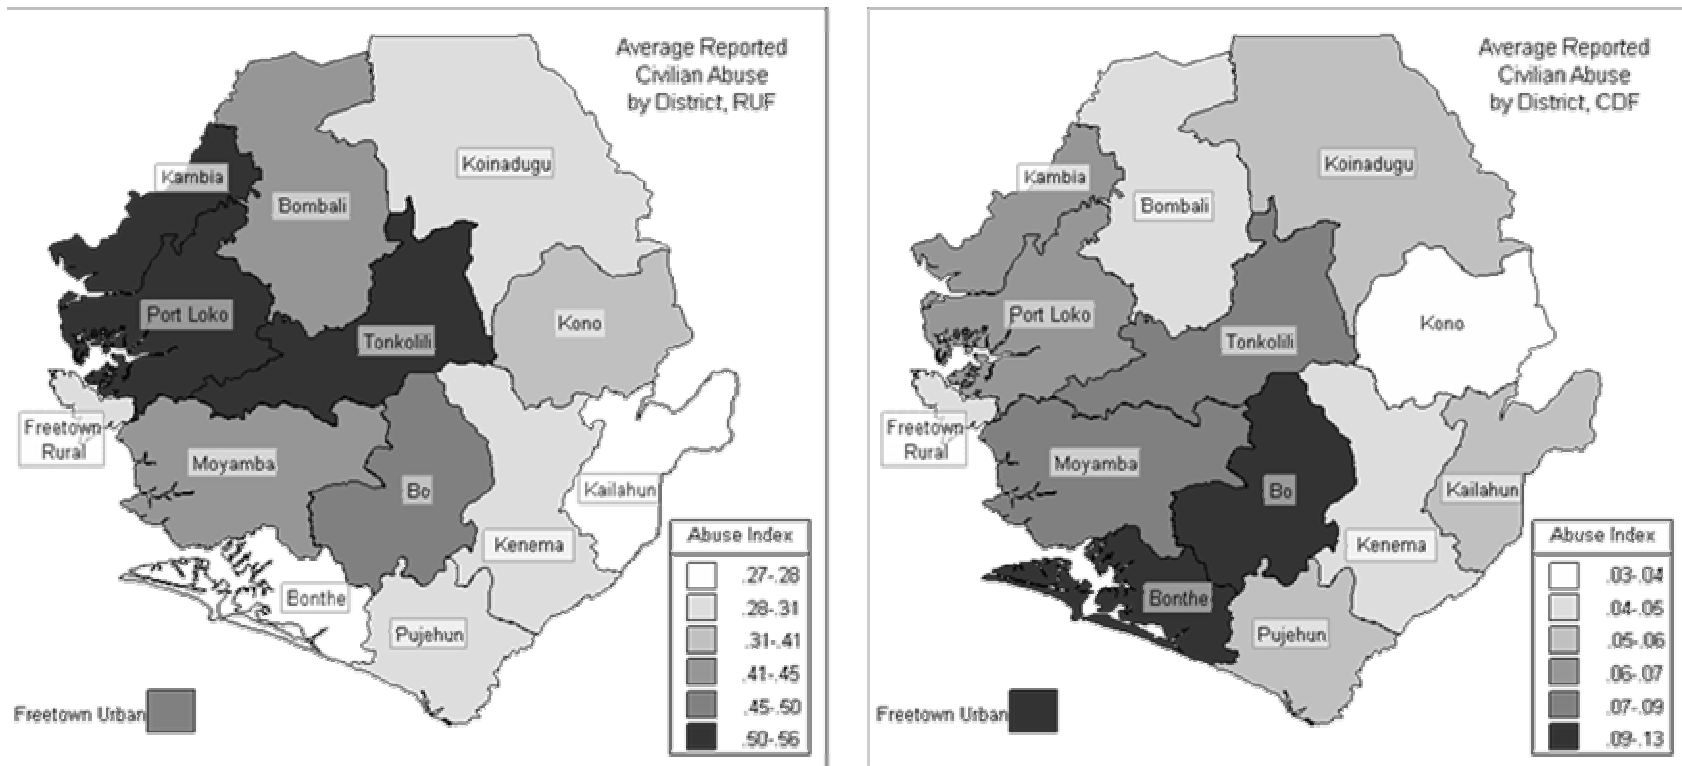 Average Reported
Civilian Abuse
by District, RUF
Koinadugu
Kambia
Bombali
Port Loko
Kono
Tonkolili
Freetown
Rural
Moyamba
Bo
Kailahun
Kenema
Bonthe
Pujehun
Freetown Urban
Abuse Index
.27-.28
.28-.31
.31-.41
.41-.45
.45-.50
.50-.56
Average Reported
Civilian Abuse
by District, CDF
Koinadugu
Kambia
Bombali
Port Loko
Kono
Tonkolili
Freetown
Rural
Moyamba
Bo
Kailahun
Kenema
Bonthe
Pujehun
Freetown Urban
Abuse Index
.03-.04
.04-.05
.05-.06
.06-.07
.07-.09
.09-.13